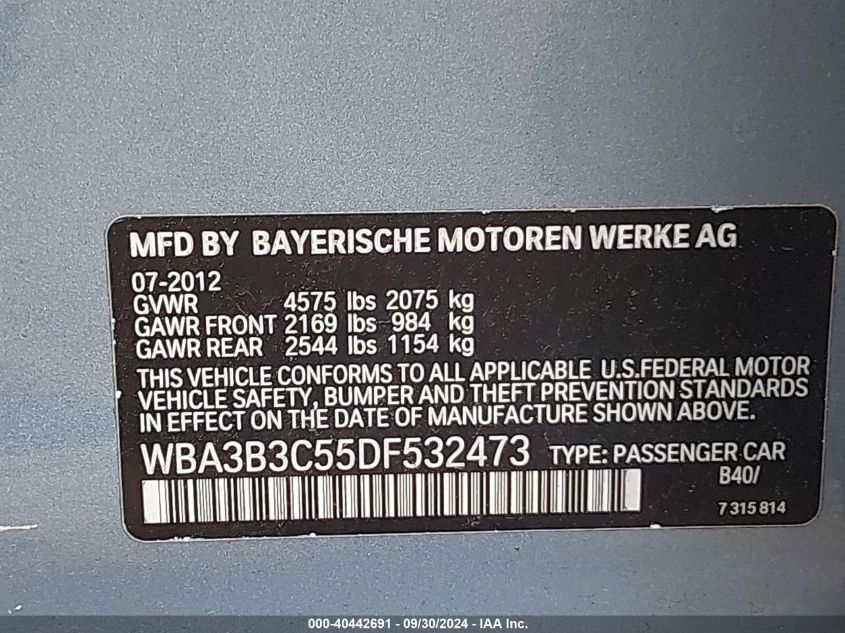 MFD BY BAYERISCHE MOTOREN WERKE AG
07-2012
GVWR 4575 lbs 2075 kg
GAWR FRONT 2169 lbs 984 kg
GAWR REAR 2544 lbs 1154 kg
THIS VEHICLE CONFORMS TO ALL APPLICABLE U.S.FEDERAL MOTOR
VEHICLE SAFETY, BUMPER AND THEFT PREVENTION STANDARDS
IN EFFECT ON THE DATE OF MANUFACTURE SHOWN ABOVE.
WBA3B3C55DF532473 TYPE: PASSENGER CAR
B40/
7 315 814
000-40442691 - 09/30/2024 - IAA Inc.